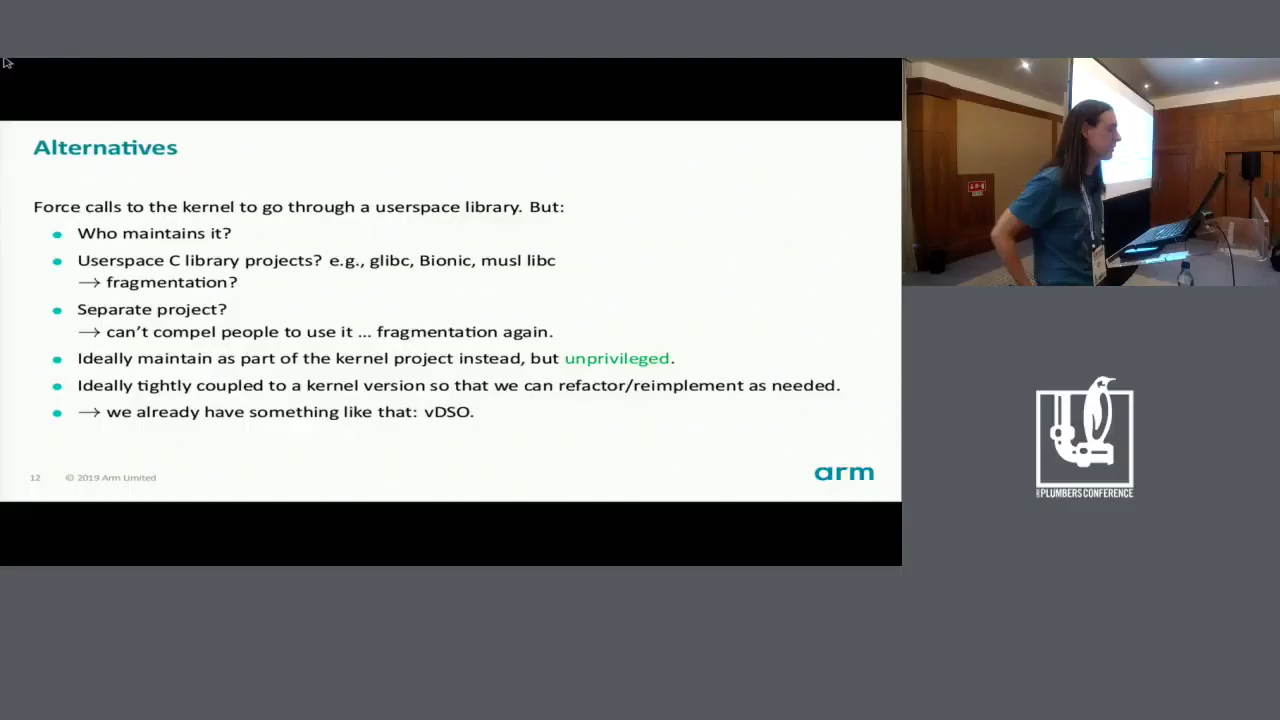 Alternatives
Force calls to the kernel to go through a userspace library. But:
Who maintains it?
Userspace C library projects? e.g., glibc, Bionic, musl libc
→ fragmentation?
Separate project?
→ can't compel people to use it ... fragmentation again.
Ideally maintain as part of the kernel project instead, but unprivileged.
Ideally tightly coupled to a kernel version so that we can refactor/reimplement as needed.
→ we already have something like that: vDSO.
12 © 2019 Arm Limited
arm
PLUMBERS CONFERENCE